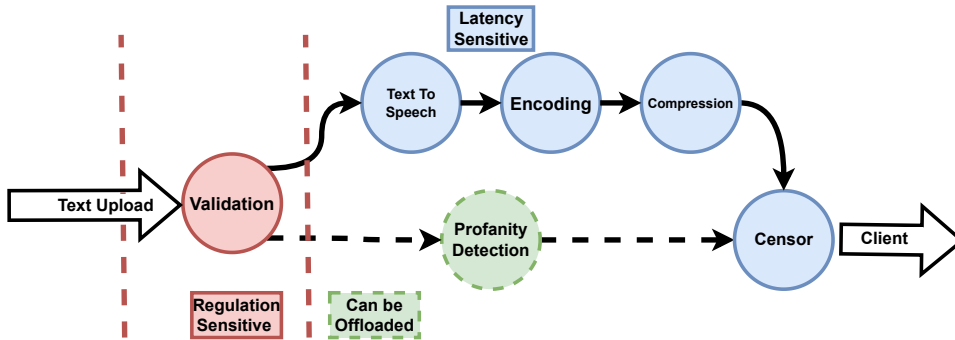 Latency
Sensitive
Text To
Speech
Encoding
Compression
Text Upload
Validation
Profanity
Detection
Censor
Client
Regulation
Sensitive
Can be
Offloaded